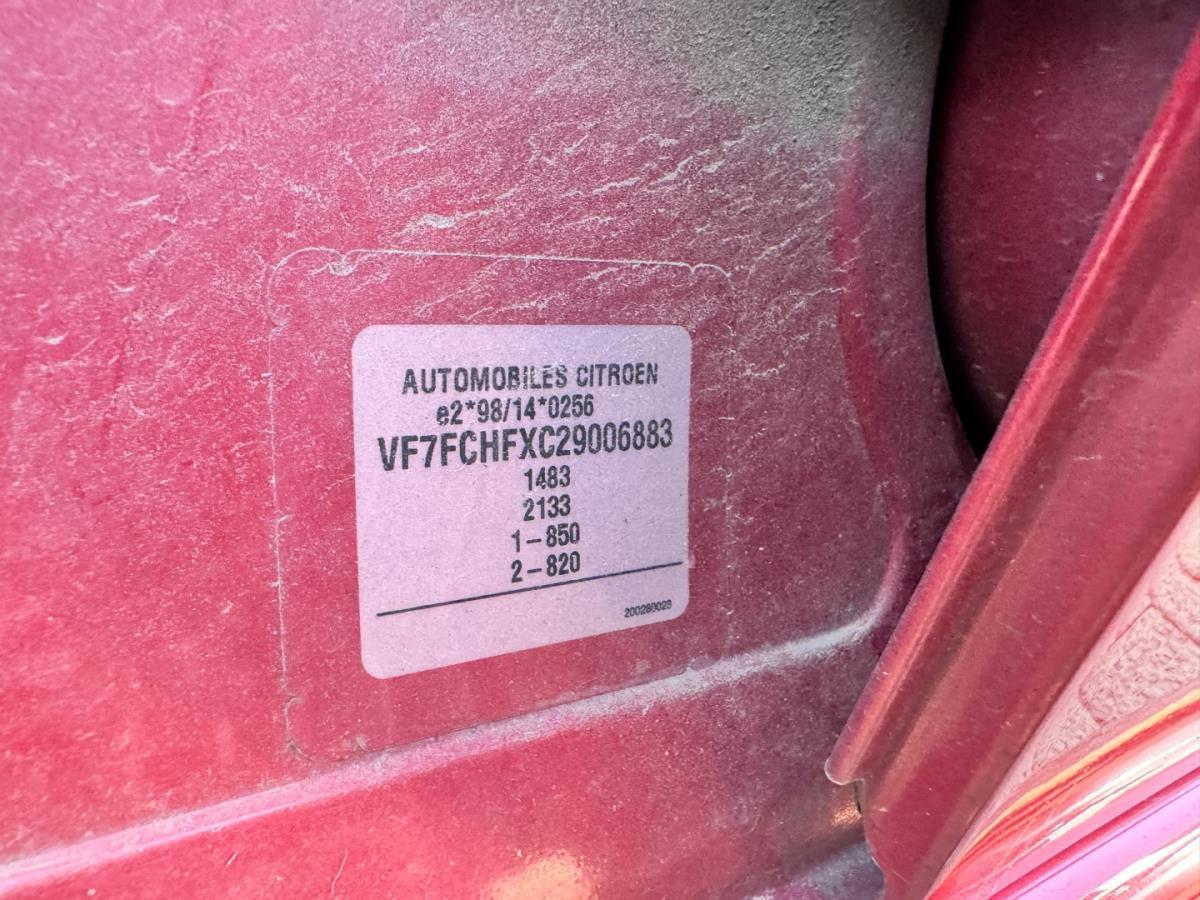 AUTOMOBILES CITROEN
e2*98/14*0256
VF7FCHFXC29006883
1483
2133
1-850
2-820
200280028